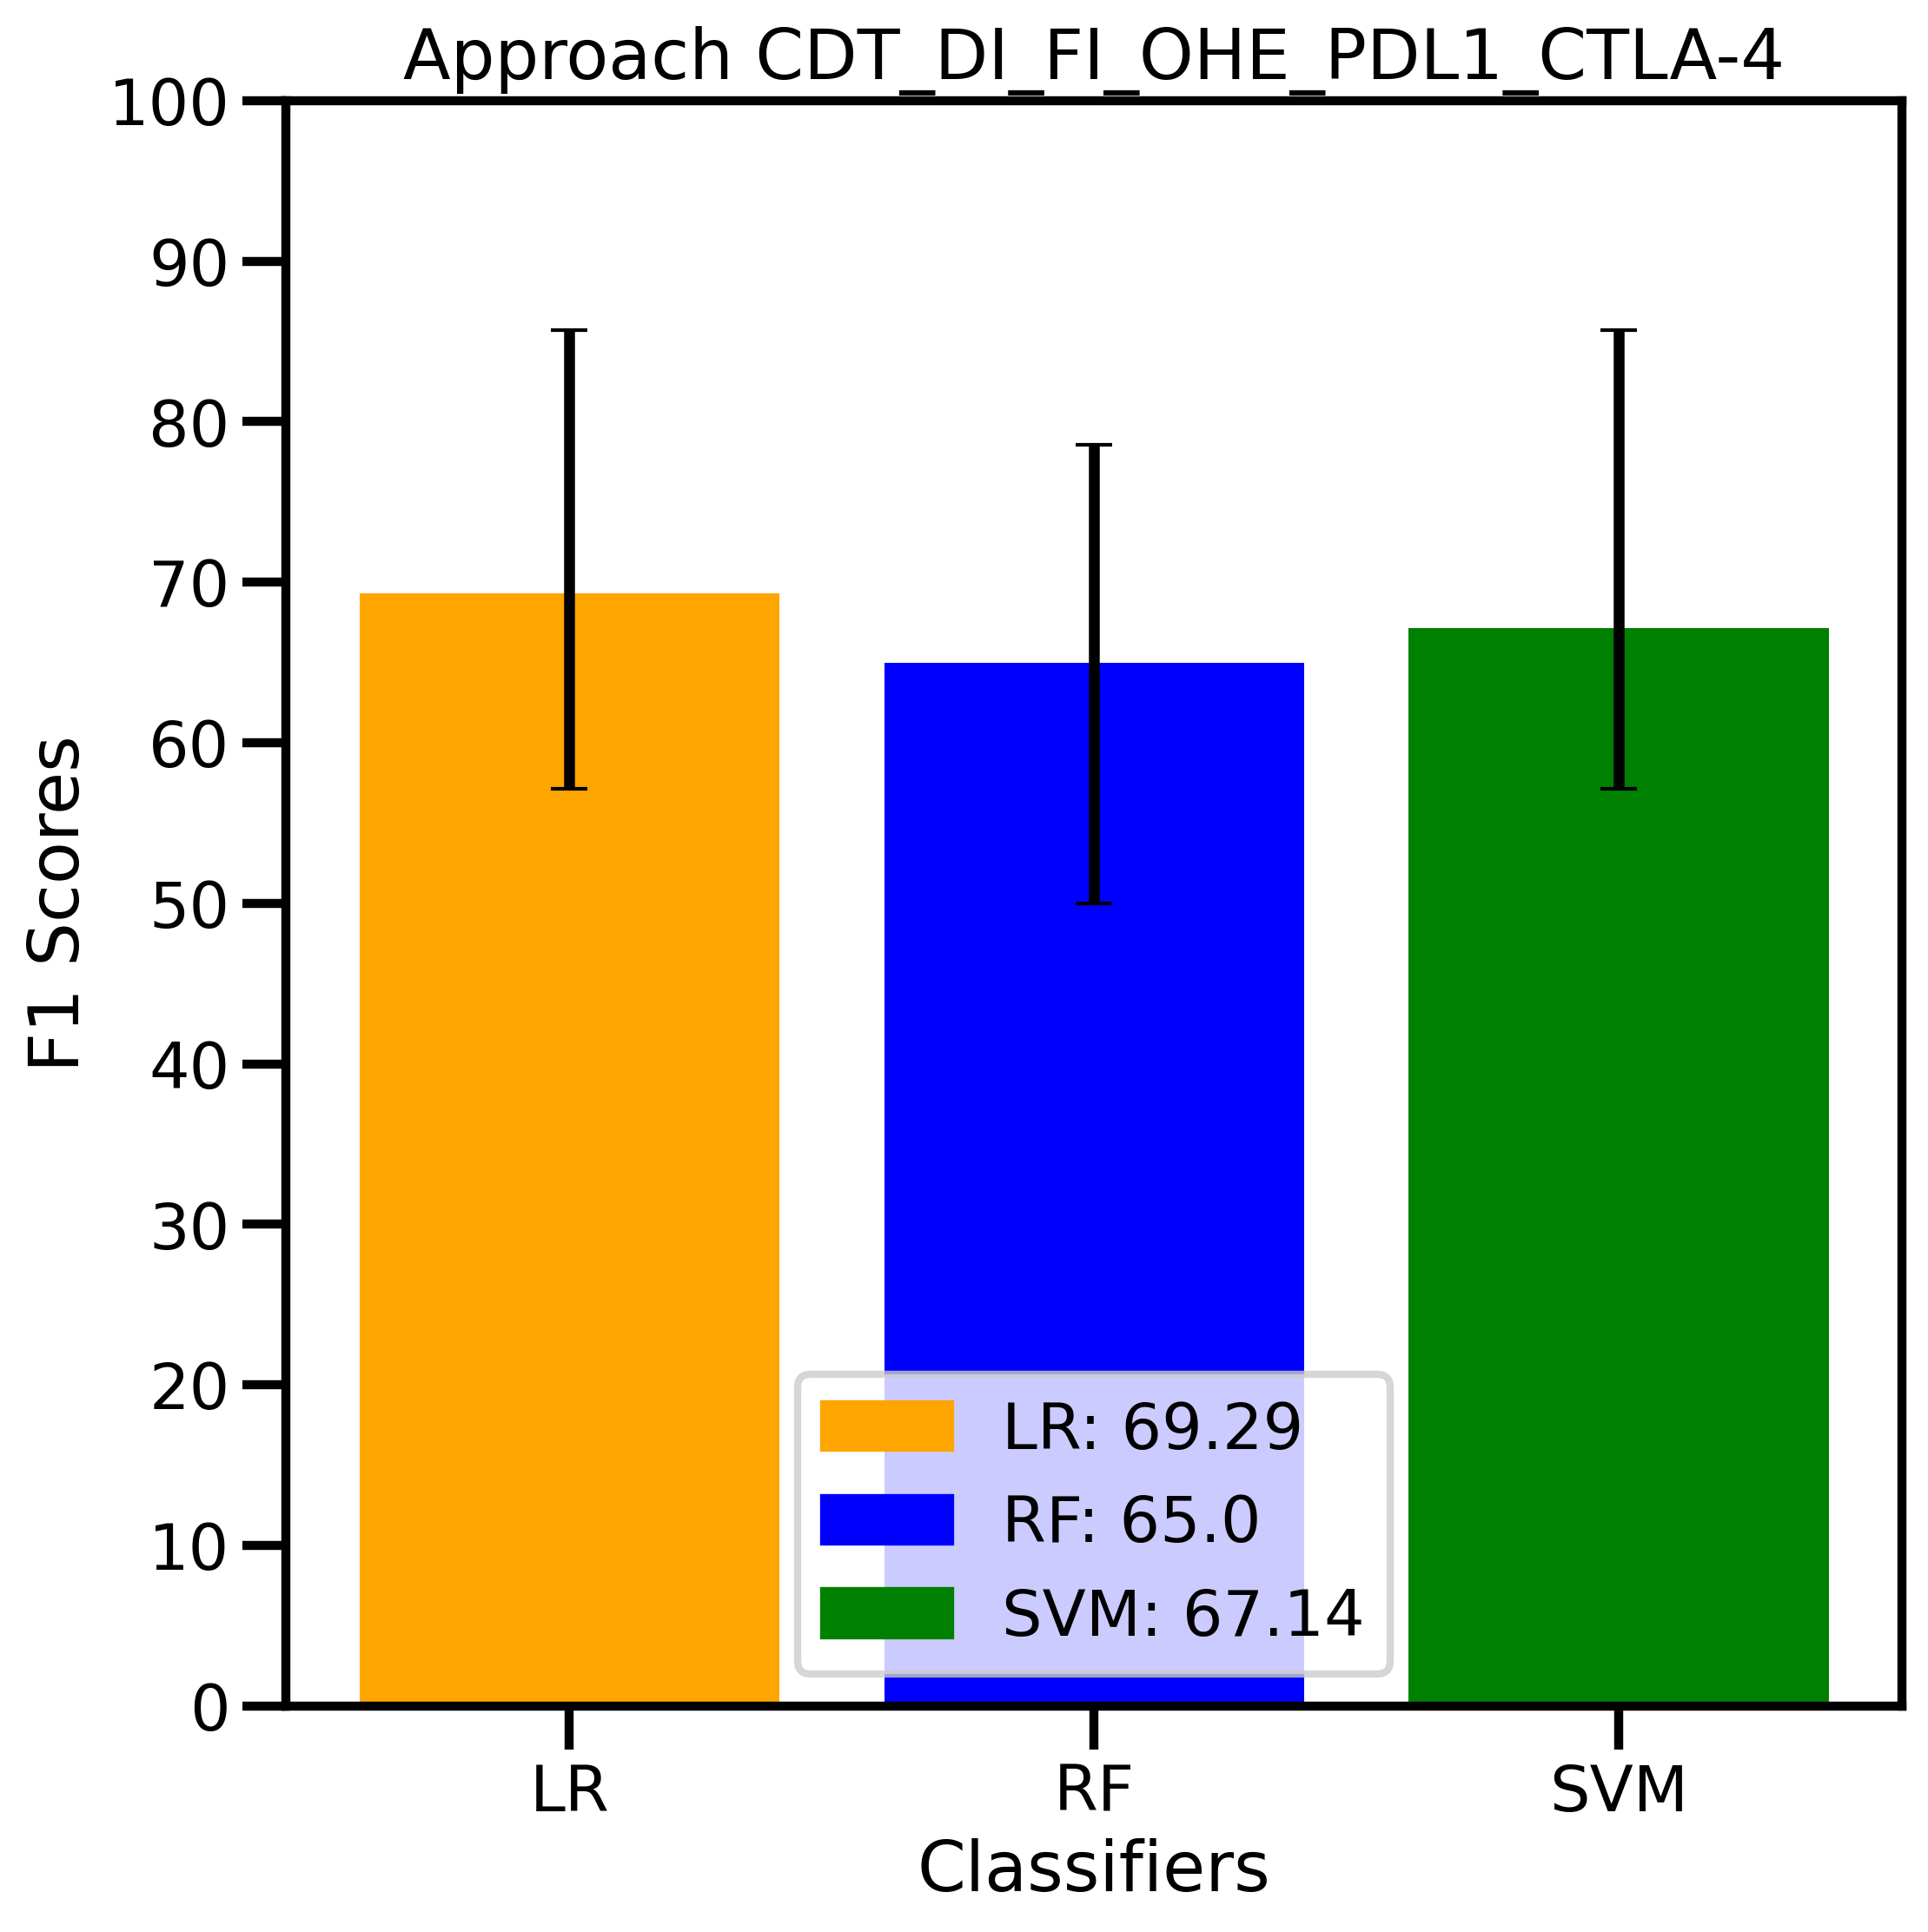 Approach CDT_DI_FI_OHE_PDL1_CTLA-4
100
90
80
70
60
50
40
30
20
10
0
F1 Scores
LR: 69.29
RF: 65.0
SVM: 67.14
LR
RF
SVM
Classifiers